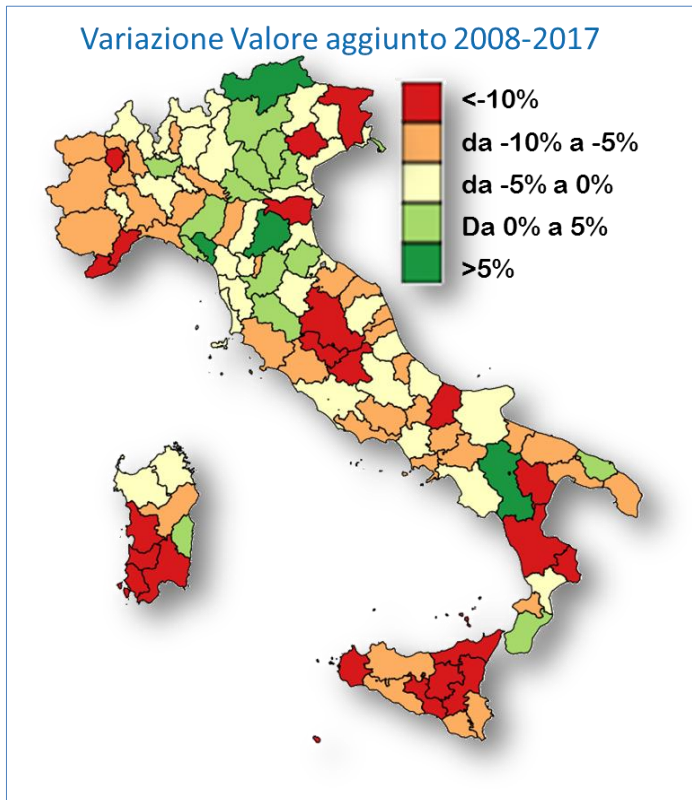 Variazione Valore aggiunto 2008-2017
<-10%
da -10% a -5%
da -5% a 0%
Da 0% a 5%
>5%